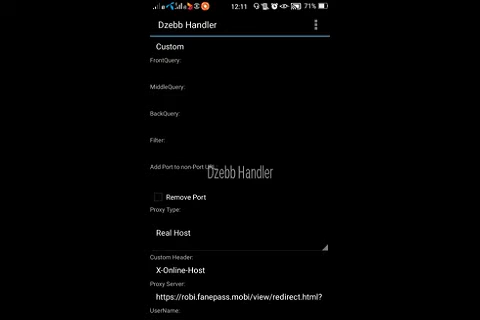 12:11
71%
Dzebb Handler
Custom
FrontQuery:
MiddleQuery:
BackQuery:
Filter:
Add Port to non-Port URL:
Dzebb Handler
Remove Port
Proxy Type:
Real Host
Custom Header:
X-Online-Host
Proxy Server:
https://robi.fanepass.mobi/view/redirect.html?
UserName: